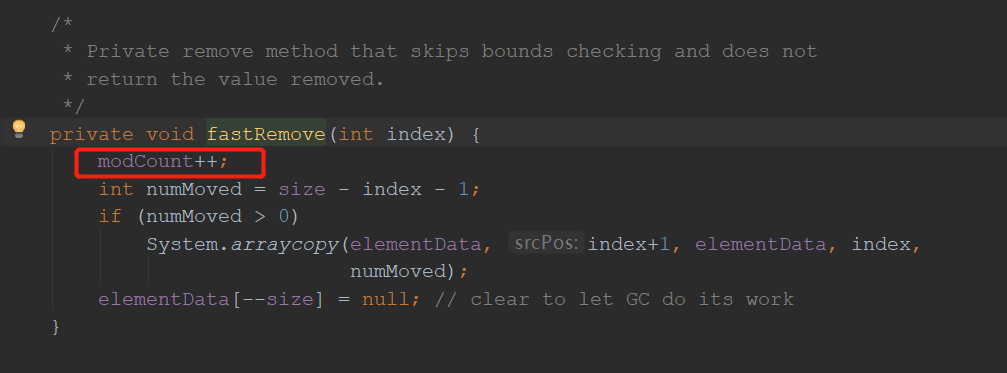 /*
 * Private remove method that skips bounds checking and does not
 * return the value removed.
 */
private void fastRemove(int index) {
    modCount++;
    int numMoved = size - index - 1;
    if (numMoved > 0)
        System.arraycopy(elementData, srcPos: index+1, elementData, index,
                         numMoved);
    elementData[--size] = null; // clear to let GC do its work
}